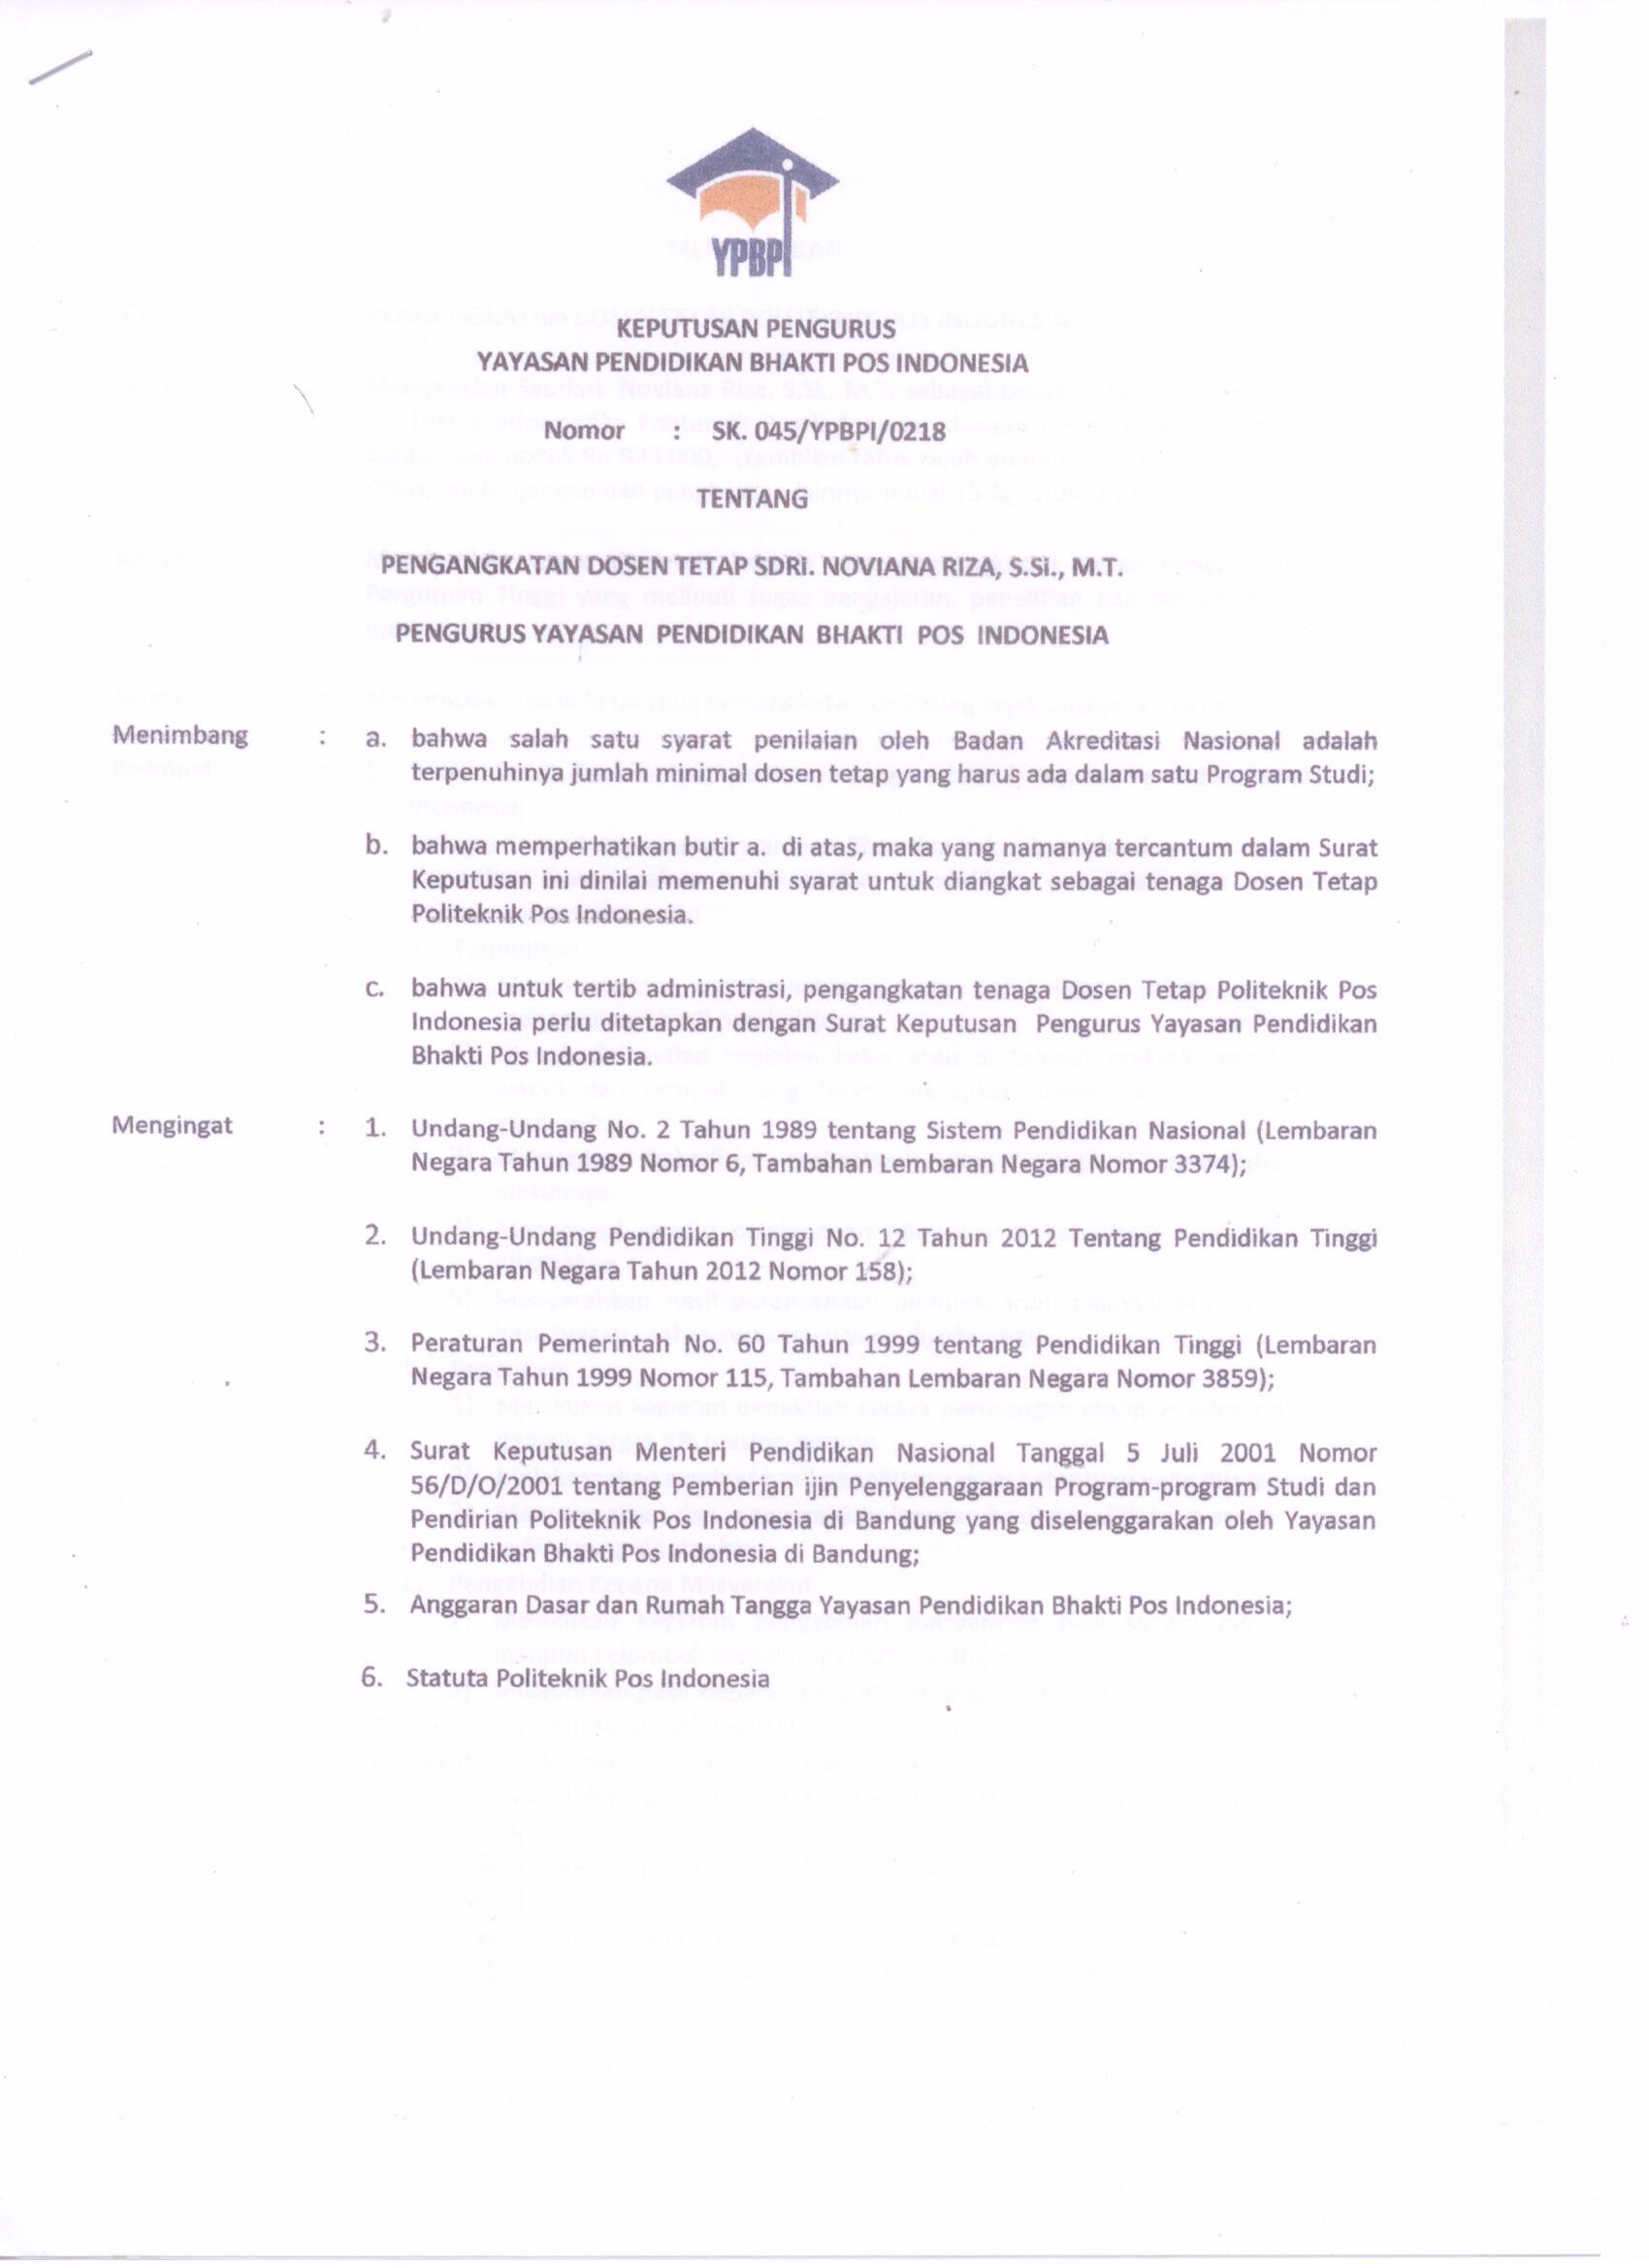 YPBPI
KEPUTUSAN PENGURUS
YAYASAN PENDIDIKAN BHAKTI POS INDONESIA
Nomor : SK. 045/YPBPI/0218
TENTANG
PENGANGKATAN DOSEN TETAP SDRI. NOVIANA RIZA, S.Si., M.T.
PENGURUS YAYASAN PENDIDIKAN BHAKTI POS INDONESIA
Menimbang : a. bahwa salah satu syarat penilaian oleh Badan Akreditasi Nasional adalah
terpenuhinya jumlah minimal dosen tetap yang harus ada dalam satu Program Studi;
b. bahwa memperhatikan butir a. di atas, maka yang namanya tercantum dalam Surat
Keputusan ini dinilai memenuhi syarat untuk diangkat sebagai tenaga Dosen Tetap
Politeknik Pos Indonesia.
c. bahwa untuk tertib administrasi, pengangkatan tenaga Dosen Tetap Politeknik Pos
Indonesia perlu ditetapkan dengan Surat Keputusan Pengurus Yayasan Pendidikan
Bhakti Pos Indonesia.
Mengingat : 1. Undang-Undang No. 2 Tahun 1989 tentang Sistem Pendidikan Nasional (Lembaran
Negara Tahun 1989 Nomor 6, Tambahan Lembaran Negara Nomor 3374);
2. Undang-Undang Pendidikan Tinggi No. 12 Tahun 2012 Tentang Pendidikan Tinggi
(Lembaran Negara Tahun 2012 Nomor 158);
3. Peraturan Pemerintah No. 60 Tahun 1999 tentang Pendidikan Tinggi (Lembaran
Negara Tahun 1999 Nomor 115, Tambahan Lembaran Negara Nomor 3859);
4. Surat Keputusan Menteri Pendidikan Nasional Tanggal 5 Juli 2001 Nomor
56/D/O/2001 tentang Pemberian ijin Penyelenggaraan Program-program Studi dan
Pendirian Politeknik Pos Indonesia di Bandung yang diselenggarakan oleh Yayasan
Pendidikan Bhakti Pos Indonesia di Bandung;
5. Anggaran Dasar dan Rumah Tangga Yayasan Pendidikan Bhakti Pos Indonesia;
6. Statuta Politeknik Pos Indonesia